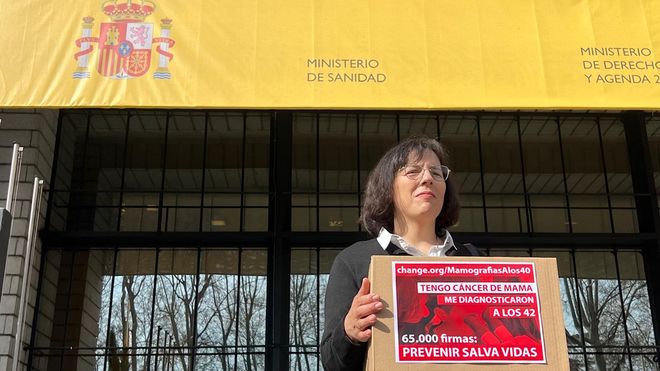 MINISTERIO
DE SANIDAD
MINISTERIO
DE DERECHO
Y AGENDA 2
change.org/MamografiasAlos40
TENGO CÁNCER DE MAMA
ME DIAGNOSTICARON
A LOS 42
65.000 firmas:
PREVENIR SALVA VIDAS